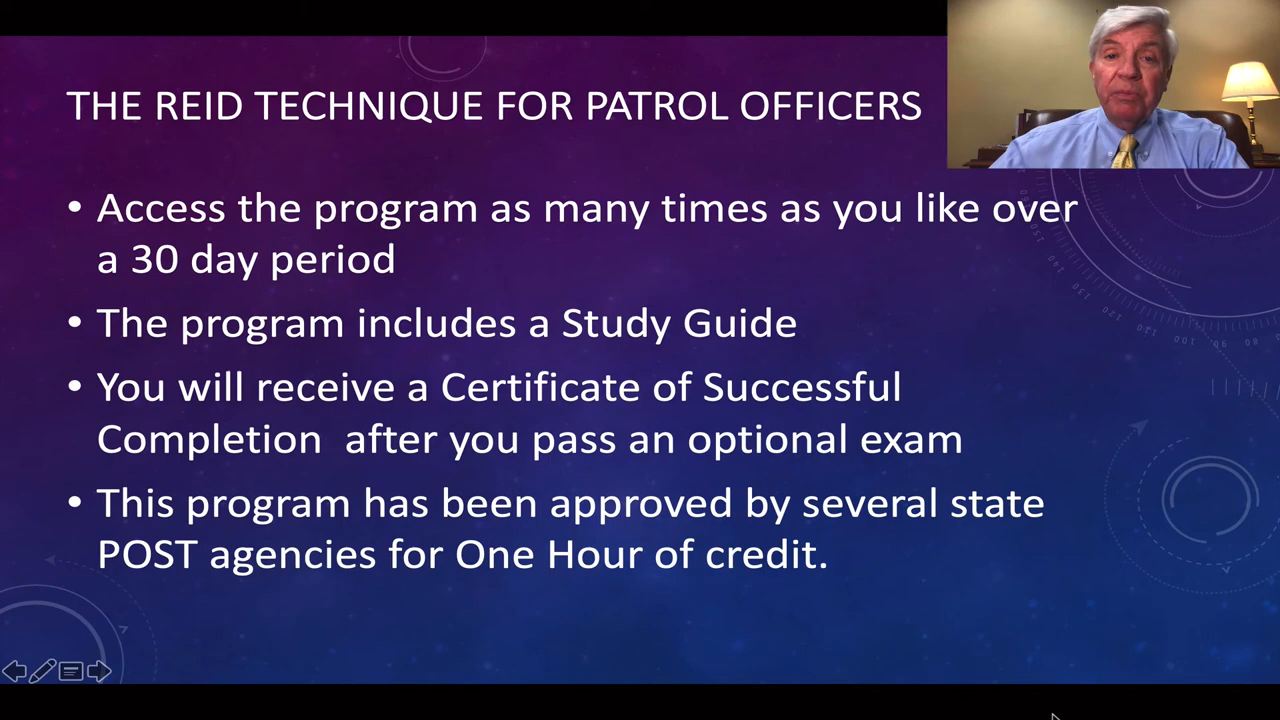 THE REID TECHNIQUE FOR PATROL OFFICERS
• Access the program as many times as you like over
a 30 day period
• The program includes a Study Guide
• You will receive a Certificate of Successful
Completion after you pass an optional exam
• This program has been approved by several state
POST agencies for One Hour of credit.